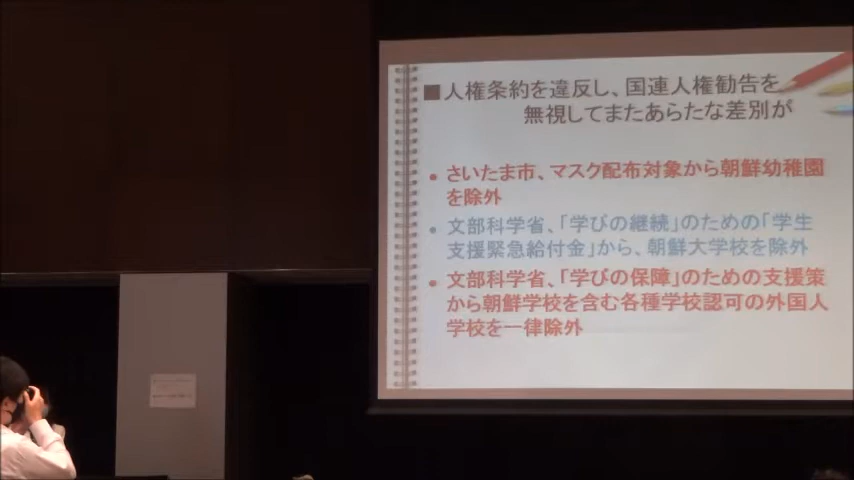 ■人権条約を違反し、国連人権勧告を
無視してまたあらたな差別が
• さいたま市、マスク配布対象から朝鮮幼稚園
を除外
• 文部科学省、「学びの継続」のための「学生
支援緊急給付金」から、朝鮮大学校を除外
• 文部科学省、「学びの保障」のための支援策
から朝鮮学校を含む各種学校認可の外国人
学校を一律除外